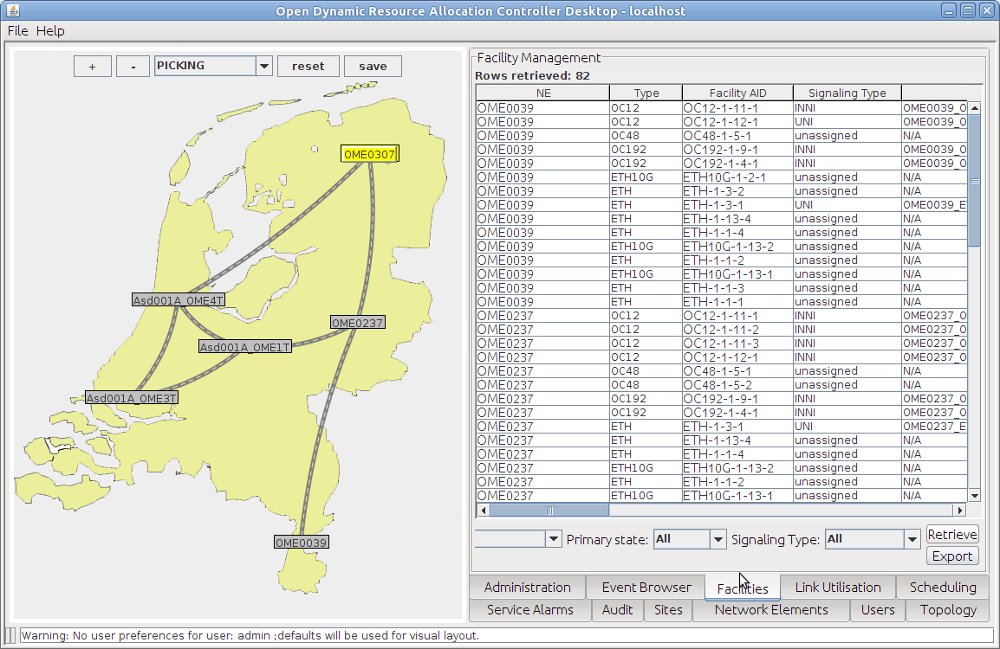 Open Dynamic Resource Allocation Controller Desktop - localhost
File Help
+ - PICKING reset save
OME0307
Asd001A_OME4T
OME0237
Asd001A_OME1T
Asd001A_OME3T
OME0039
Facility Management
Rows retrieved: 82
NE Type Facility AID Signaling Type
OME0039 OC12 OC12-1-11-1 INNI OME0039_O
OME0039 OC12 OC12-1-12-1 UNI OME0039_O
OME0039 OC48 OC48-1-5-1 unassigned N/A
OME0039 OC192 OC192-1-9-1 INNI OME0039_O
OME0039 OC192 OC192-1-4-1 INNI OME0039_O
OME0039 ETH10G ETH10G-1-2-1 unassigned N/A
OME0039 ETH ETH-1-3-2 unassigned N/A
OME0039 ETH ETH-1-3-1 UNI OME0039_E
OME0039 ETH ETH-1-13-4 unassigned N/A
OME0039 ETH ETH-1-1-4 unassigned N/A
OME0039 ETH10G ETH10G-1-13-2 unassigned N/A
OME0039 ETH ETH-1-1-2 unassigned N/A
OME0039 ETH10G ETH10G-1-13-1 unassigned N/A
OME0039 ETH ETH-1-1-3 unassigned N/A
OME0039 ETH ETH-1-1-1 unassigned N/A
OME0237 OC12 OC12-1-11-1 INNI OME0237_O
OME0237 OC12 OC12-1-11-2 INNI OME0237_O
OME0237 OC12 OC12-1-11-3 INNI OME0237_O
OME0237 OC12 OC12-1-12-1 INNI OME0237_O
OME0237 OC48 OC48-1-5-1 unassigned N/A
OME0237 OC48 OC48-1-5-2 unassigned N/A
OME0237 OC192 OC192-1-9-1 INNI OME0237_O
OME0237 OC192 OC192-1-4-1 INNI OME0237_O
OME0237 ETH ETH-1-3-1 UNI OME0237_E
OME0237 ETH ETH-1-13-4 unassigned N/A
OME0237 ETH ETH-1-1-4 unassigned N/A
OME0237 ETH10G ETH10G-1-13-2 unassigned N/A
OME0237 ETH ETH-1-1-2 unassigned N/A
OME0237 ETH10G ETH10G-1-13-1 unassigned N/A
Primary state: All Signaling Type: All Retrieve
Export
Administration Event Browser Facilities Link Utilisation Scheduling
Service Alarms Audit Sites Network Elements Users Topology
Warning: No user preferences for user: admin ;defaults will be used for visual layout.